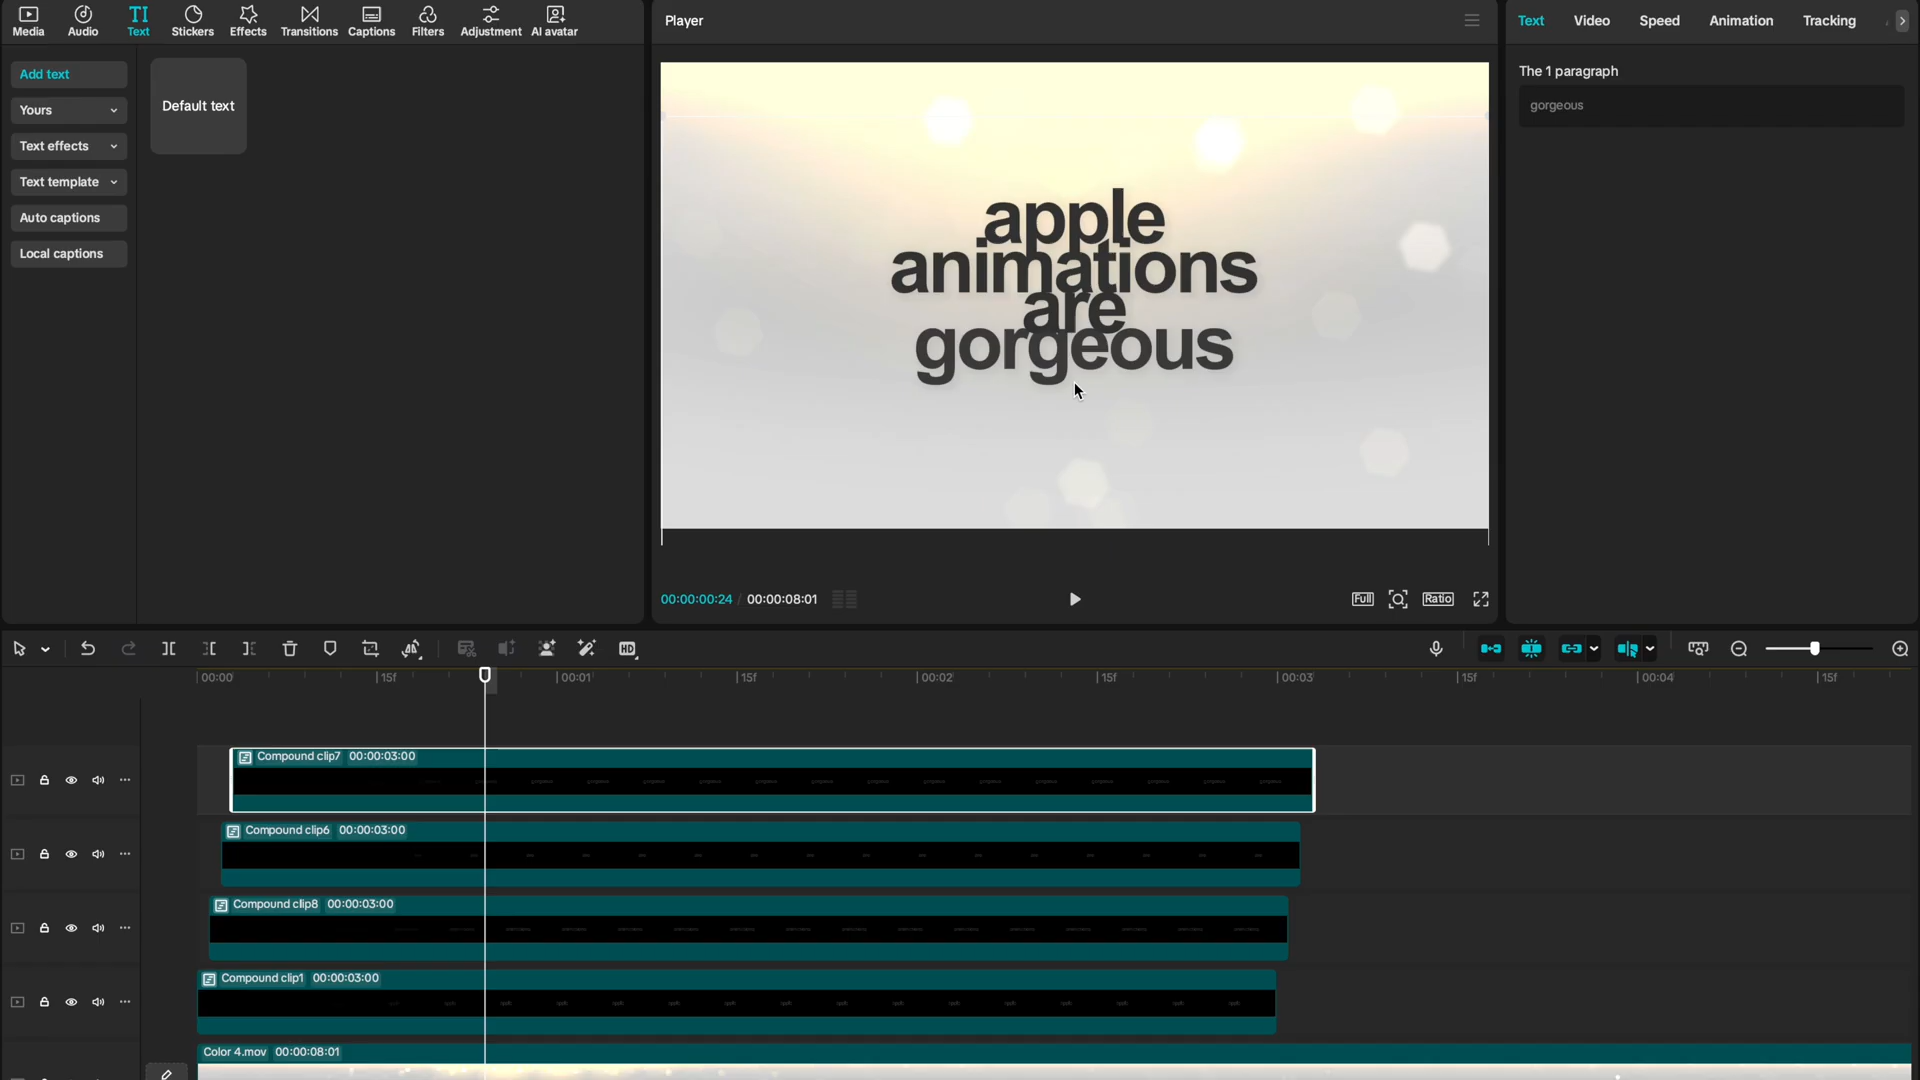 Media
Audio
TI
Text
Stickers
Effects
Transitions
Captions
Filters
Adjustment
AI avatar
Add text
Yours
Text effects
Text template
Auto captions
Local captions
Default text
Player
apple
animations
are
gorgeous
00:00:00:24 / 00:00:08:01
Full
Ratio
Text
Video
Speed
Animation
Tracking
The 1 paragraph
gorgeous
HD
00:00
15f
00:01
15f
00:02
15f
00:03
15f
00:04
15f
Compound clip7 00:00:03:00
Compound clip6 00:00:03:00
Compound clip8 00:00:03:00
Compound clip1 00:00:03:00
Color 4.mov 00:00:08:01